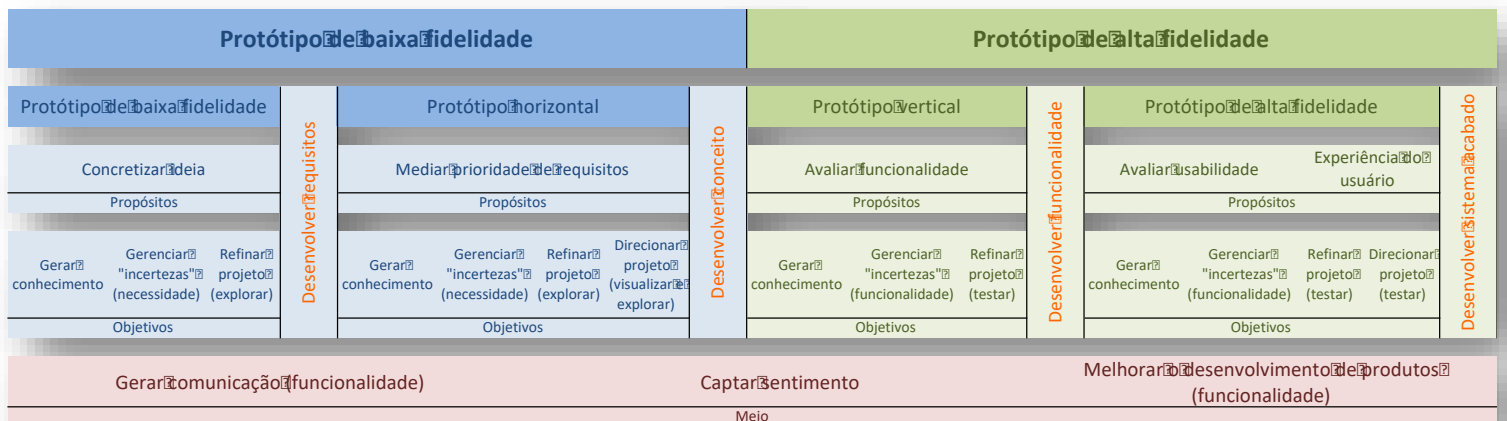 Protótipo de baixa fidelidade
Protótipo de alta fidelidade
Protótipo de baixa fidelidade
Protótipo horizontal
Protótipo vertical
Protótipo de alta fidelidade
Concretizar ideia
Propósitos
Mediar prioridade de requisitos
Propósitos
Avaliar funcionalidade
Propósitos
Avaliar usabilidade
Experiência do
usuário
Propósitos
Gerar
conhecimento
Gerenciar
"incertezas"
(necessidade)
Refinar
projeto
(explorar)
Objetivos
Desenvolver requisitos
Gerar
conhecimento
Gerenciar
"incertezas"
(necessidade)
Refinar
projeto
(explorar)
Direcionar
projeto
(visualizar e
explorar)
Objetivos
Desenvolver conceito
Gerar
conhecimento
Gerenciar
"incertezas"
(funcionalidade)
Refinar
projeto
(testar)
Objetivos
Desenvolver funcionalidade
Gerar
conhecimento
Gerenciar
"incertezas"
(funcionalidade)
Refinar
projeto
(testar)
Direcionar
projeto
(testar)
Objetivos
Desenvolver sistema acabado
Gerar comunicação (funcionalidade)
Captar sentimento
Melhorar o desenvolvimento de produtos
(funcionalidade)
Meio